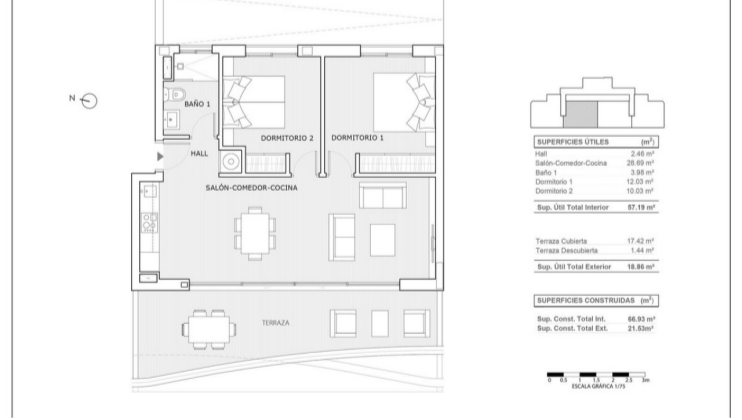 N
BAÑO 1
DORMITORIO 2
DORMITORIO 1
HALL
SALÓN-COMEDOR-COCINA
TERRAZA
SUPERFICIES ÚTILES (m²)
Hall 2.46 m²
Salón-Comedor-Cocina 28.69 m²
Baño 1 3.98 m²
Dormitorio 1 12.03 m²
Dormitorio 2 10.03 m²
Sup. Útil Total Interior 57.19 m²
Terraza Cubierta 17.42 m²
Terraza Descubierta 1.44 m²
Sup. Útil Total Exterior 18.86 m²
SUPERFICIES CONSTRUIDAS (m²)
Sup. Const. Total Int. 66.93 m²
Sup. Const. Total Ext. 21.53m²
0 0.5 1 1,5 2 2,5 3m
ESCALA GRÁFICA 1/75